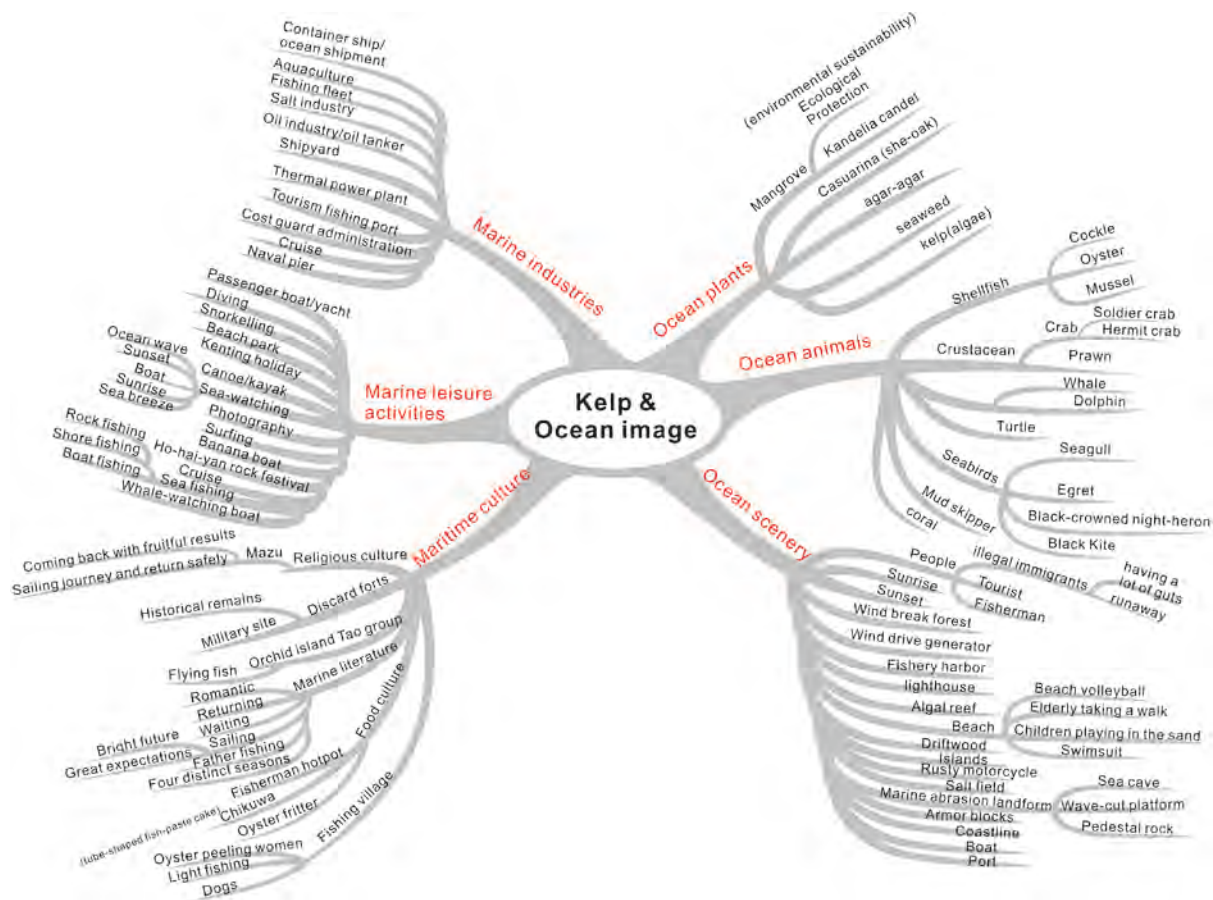 Kelp &
Ocean image
Marine industries
Container ship/
ocean shipment
Aquaculture
Fishing fleet
Salt industry
Oil industry/oil tanker
Shipyard
Thermal power plant
Tourism fishing port
Cost guard administration
Cruise
Naval pier
Marine leisure
activities
Passenger boat/yacht
Diving
Snorkelling
Beach park
Kenting holiday
Canoe/kayak
Sea-watching
Ocean wave
Sunset
Boat
Sunrise
Sea breeze
Photography
Surfing
Banana boat
Ho-hai-yan rock festival
Cruise
Sea fishing
Rock fishing
Shore fishing
Boat fishing
Whale-watching boat
Maritime culture
Religious culture
Mazu
Coming back with fruitful results
Sailing journey and return safety
Discard forts
Historical remains
Military site
Orchid island Tao group
Flying fish
Marine literature
Romantic
Returning
Waiting
Sailing
Bright future
Great expectations
Father fishing
Four distinct seasons
Food culture
Fisherman hotpot
Chikuwa
(tube-shaped fish-paste cake)
Oyster fritter
Fishing village
Oyster peeling women
Light fishing
Dogs
Ocean plants
Mangrove
(environmental sustainability)
Ecological
Protection
Kandelia candel
Casuarina (she-oak)
agar-agar
seaweed
kelp(algae)
Ocean animals
Shellfish
Cockle
Oyster
Mussel
Crustacean
Crab
Soldier crab
Hermit crab
Prawn
Whale
Dolphin
Turtle
Seabirds
Seagull
Egret
Black-crowned night-heron
Black Kite
Mud skipper
coral
Ocean scenery
People
illegal immigrants
having a
lot of guts
runaway
Tourist
Fisherman
Sunrise
Sunset
Wind break forest
Wind drive generator
Fishery harbor
lighthouse
Algal reef
Beach
Beach volleyball
Elderly taking a walk
Children playing in the sand
Swimsuit
Driftwood
Islands
Rusty motorcycle
Salt field
Marine abrasion landform
Sea cave
Wave-cut platform
Pedestal rock
Armor blocks
Coastline
Boat
Port